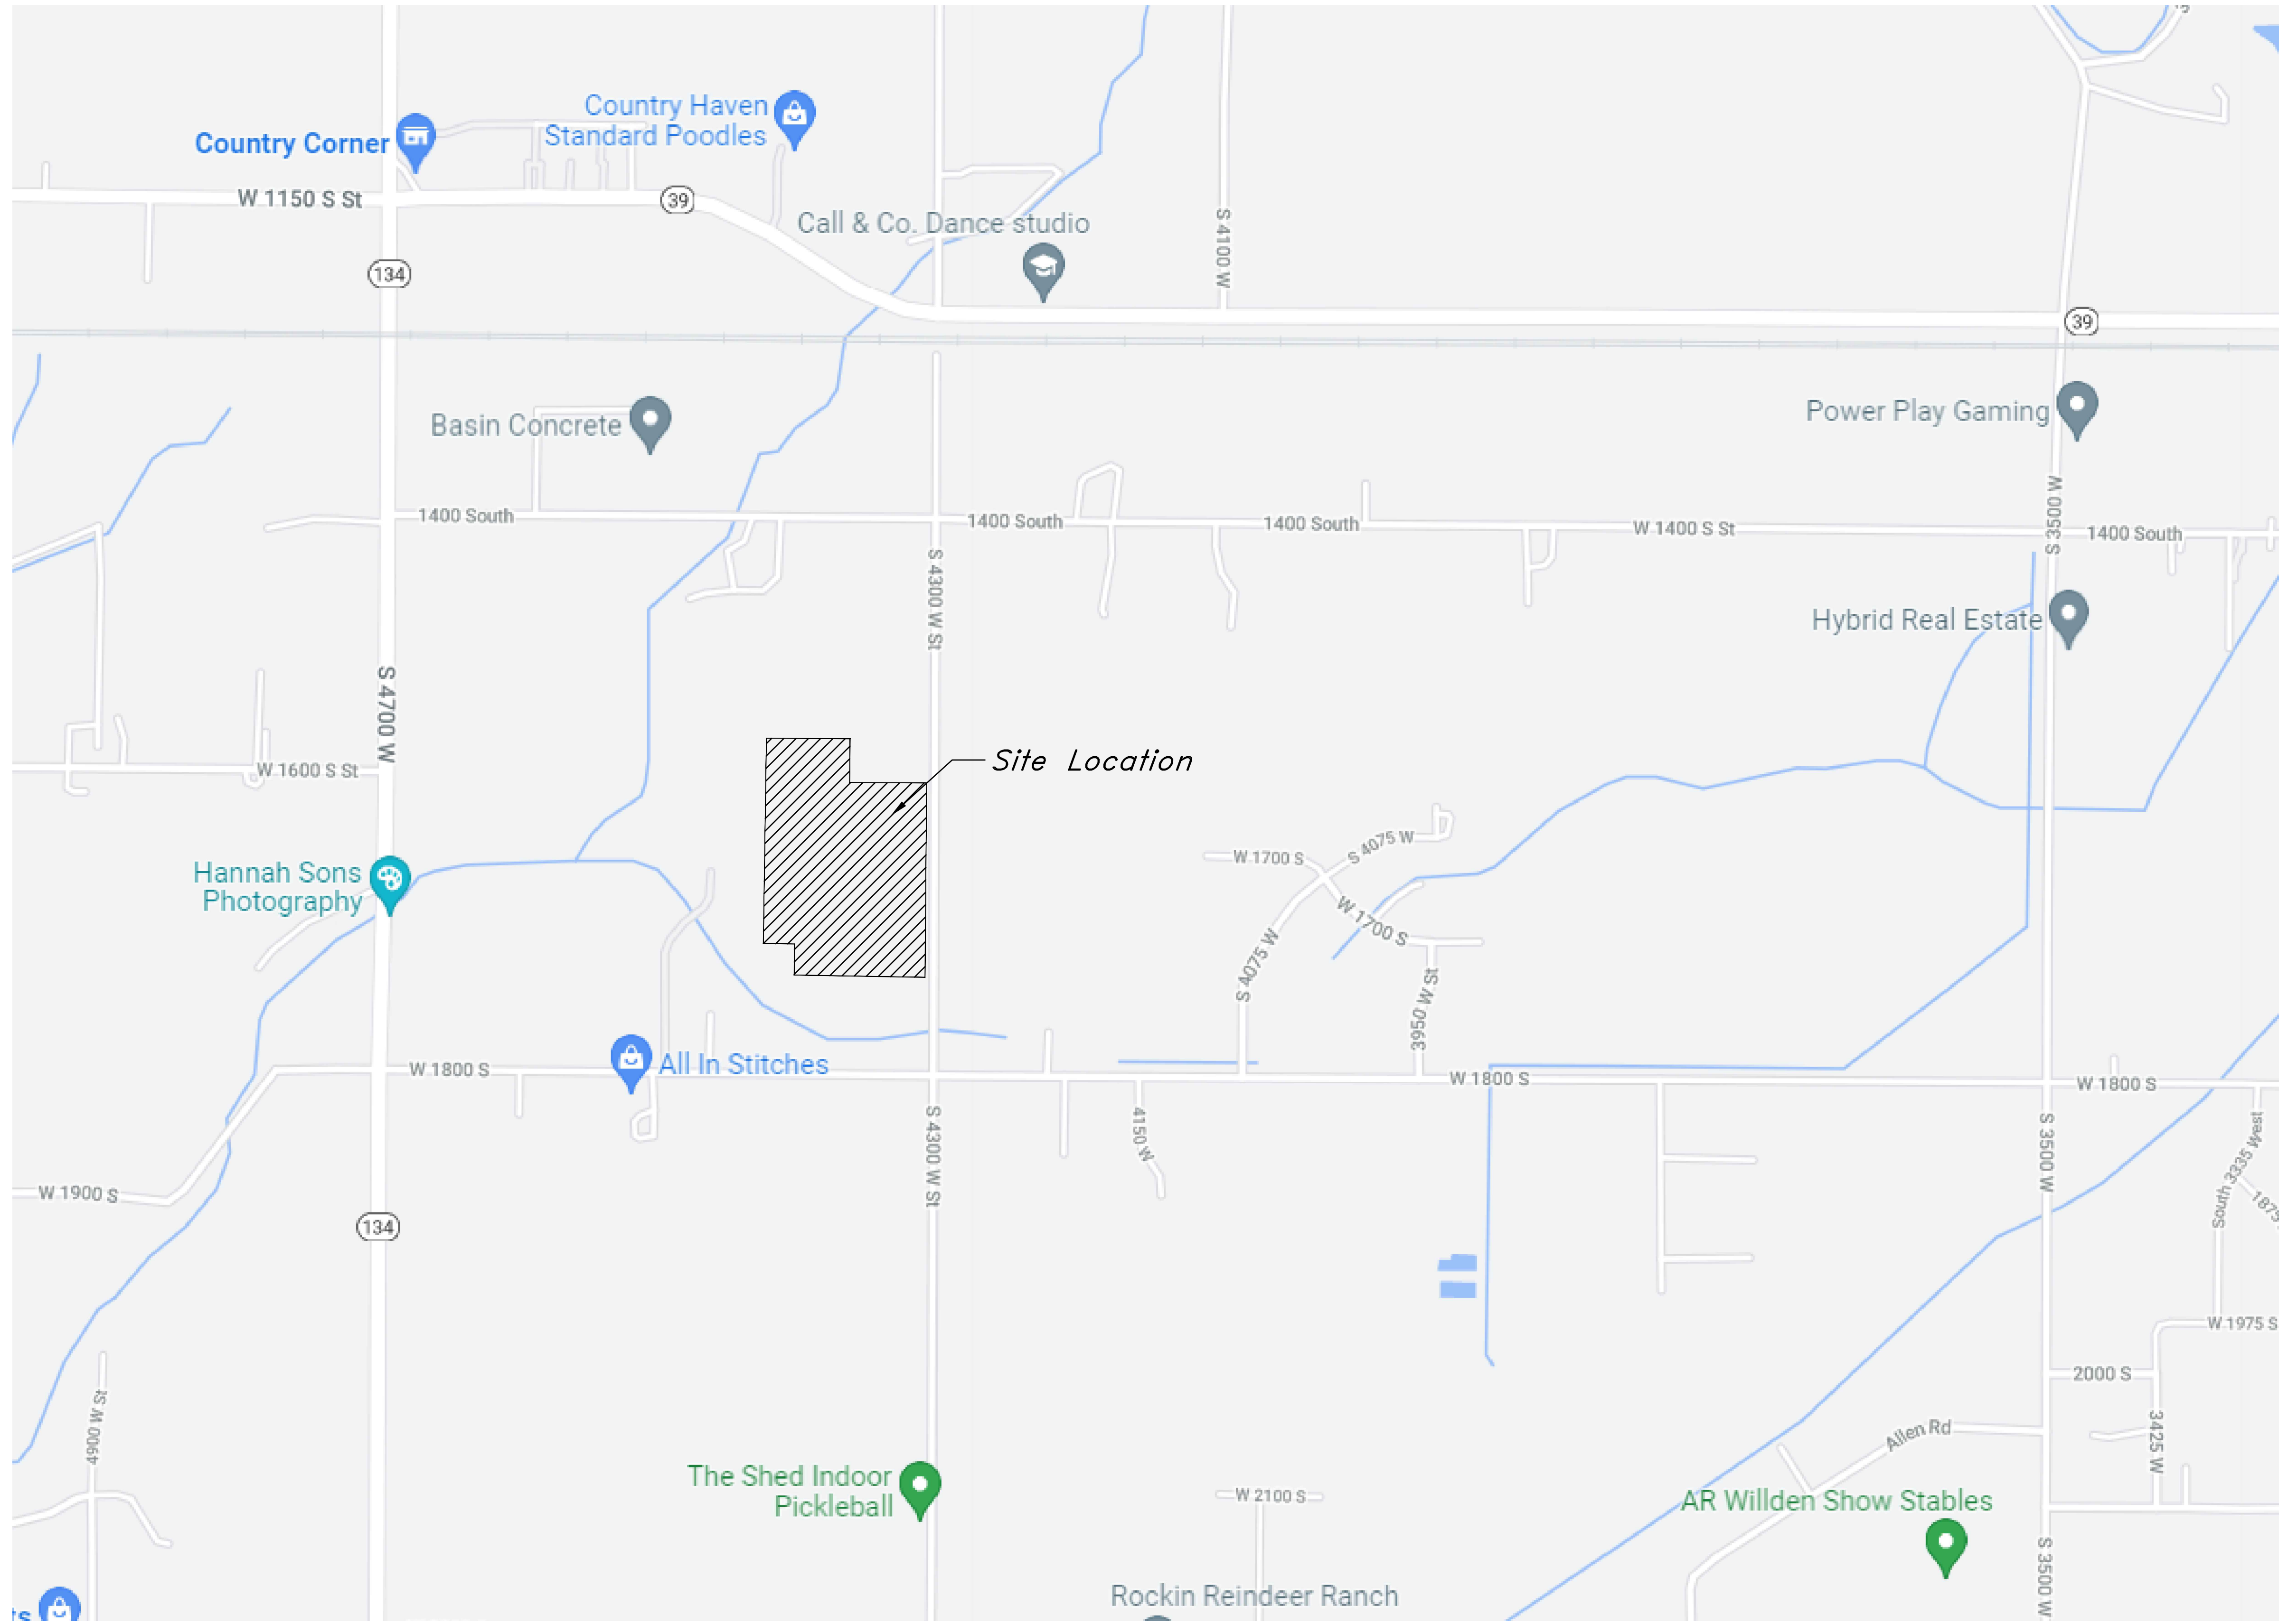 Country Haven
Standard Poodles
Country Corner
W 1150 S St
39
Call & Co. Dance studio
S 4100 W
134
39
Basin Concrete
Power Play Gaming
1400 South
1400 South
1400 South
W 1400 S St
S 3500 W
1400 South
S 4300 W St
Hybrid Real Estate
S 4700 W
W 1600 S St
Site Location
Hannah Sons
Photography
W 1700 S
S 4075 W
W 1700 S
S 4075 W
3950 W St
W 1800 S
All In Stitches
W 1800 S
W 1800 S
S 4300 W St
4150 W
S 3500 W
South 3335 West
1875
W 1900 S
134
W 1975 S
2000 S
4900 W St
3425 W
Allen Rd
The Shed Indoor
Pickleball
W 2100 S
AR Willden Show Stables
S 3500 W
Rockin Reindeer Ranch